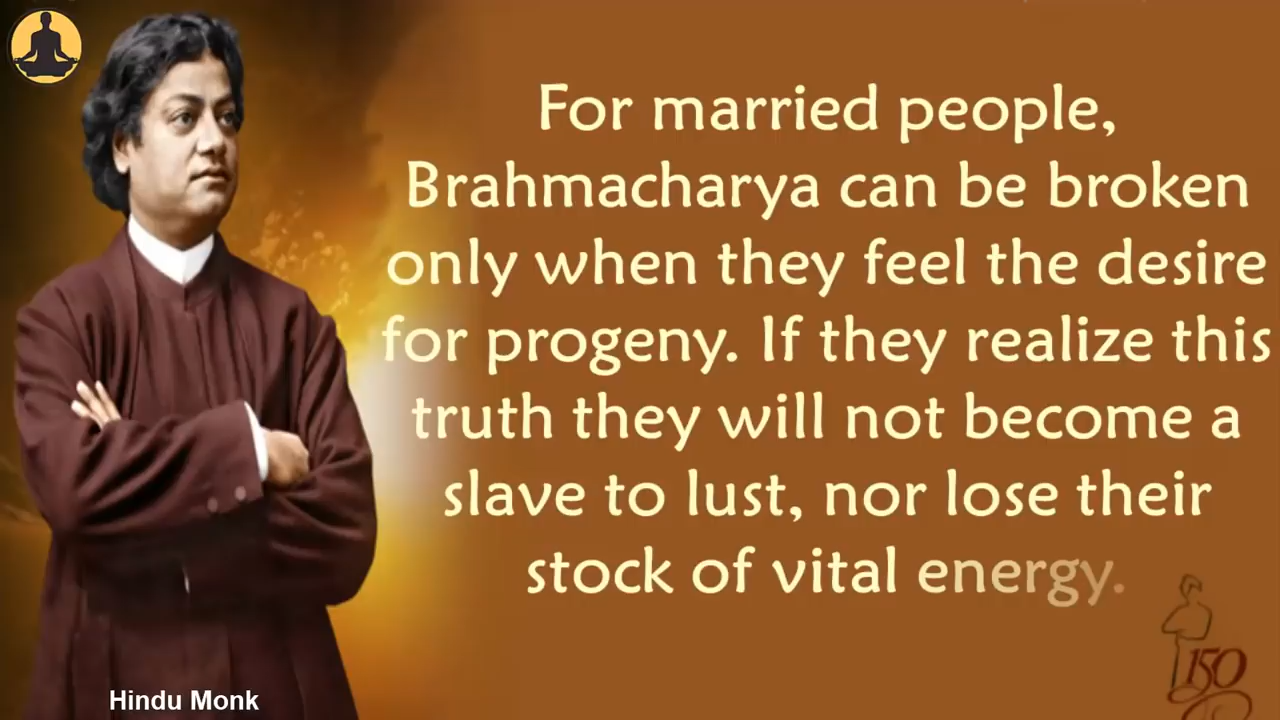 For married people,
Brahmacharya can be broken
only when they feel the desire
for progeny. If they realize this
truth they will not become a
slave to lust, nor lose their
stock of vital energy.
150
Hindu Monk